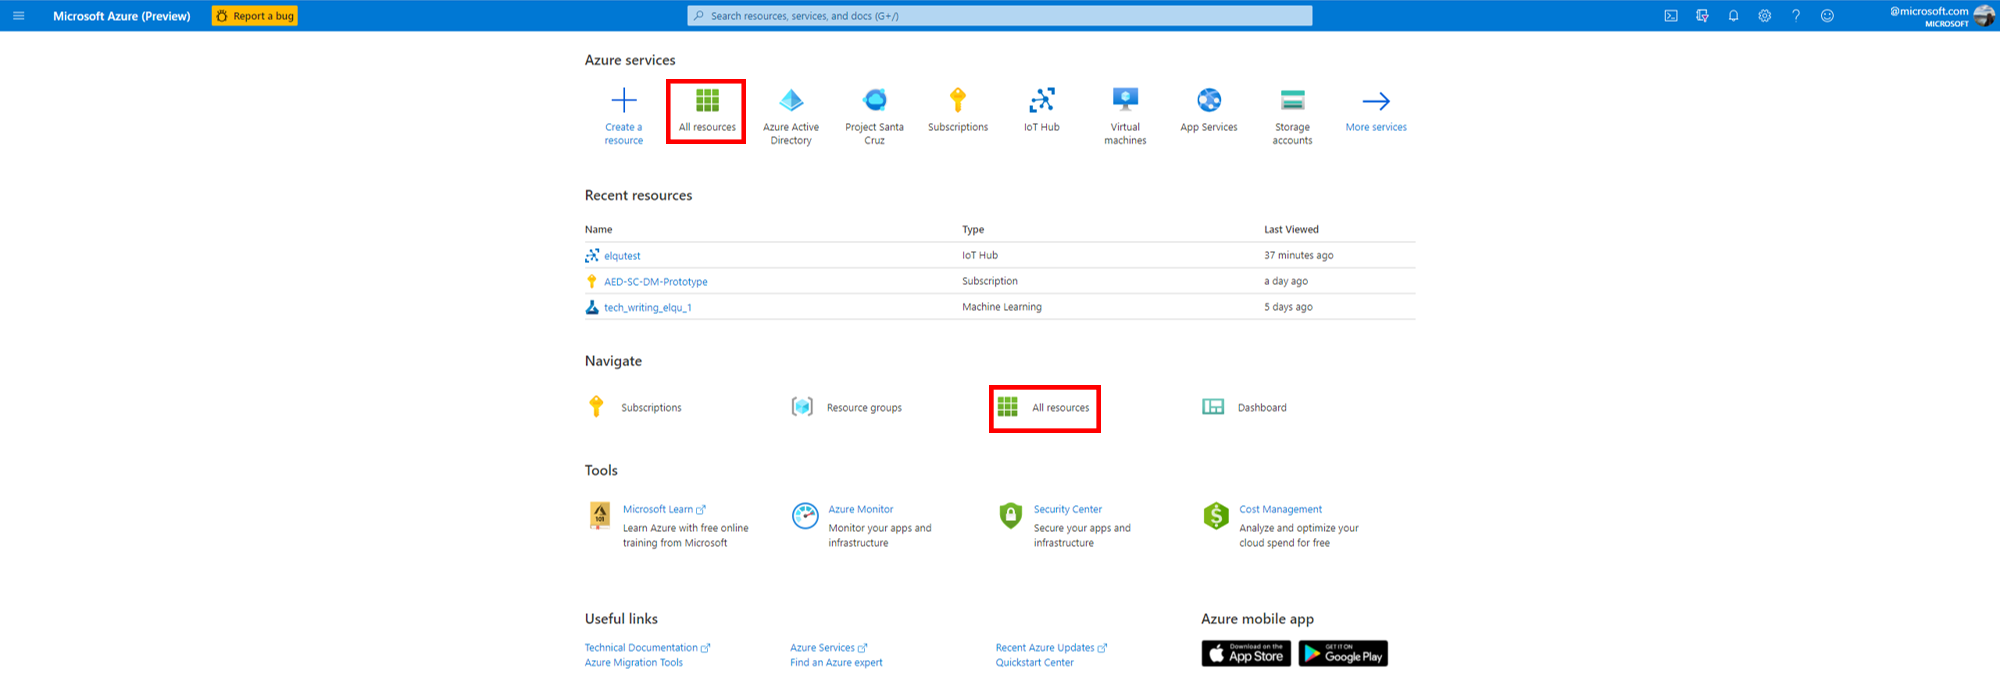 Microsoft Azure (Preview)
Report a bug
Search resources, services, and docs (G+/)
@microsoft.com
MICROSOFT
Azure services
Create a
resource
All resources
Azure Active
Directory
Project Santa
Cruz
Subscriptions
IoT Hub
Virtual
machines
App Services
Storage
accounts
More services
Recent resources
Name Type Last Viewed
elqutest IoT Hub 37 minutes ago
AED-SC-DM-Prototype Subscription a day ago
tech_writing_elqu_1 Machine Learning 5 days ago
Navigate
Subscriptions Resource groups All resources Dashboard
Tools
Microsoft Learn
Learn Azure with free online
training from Microsoft
101
Azure Monitor
Monitor your apps and
infrastructure
Security Center
Secure your apps and
infrastructure
Cost Management
Analyze and optimize your
cloud spend for free
Useful links
Technical Documentation Azure Services Recent Azure Updates
Azure Migration Tools Find an Azure expert Quickstart Center
Azure mobile app
Download on the
App Store
GET IT ON
Google Play